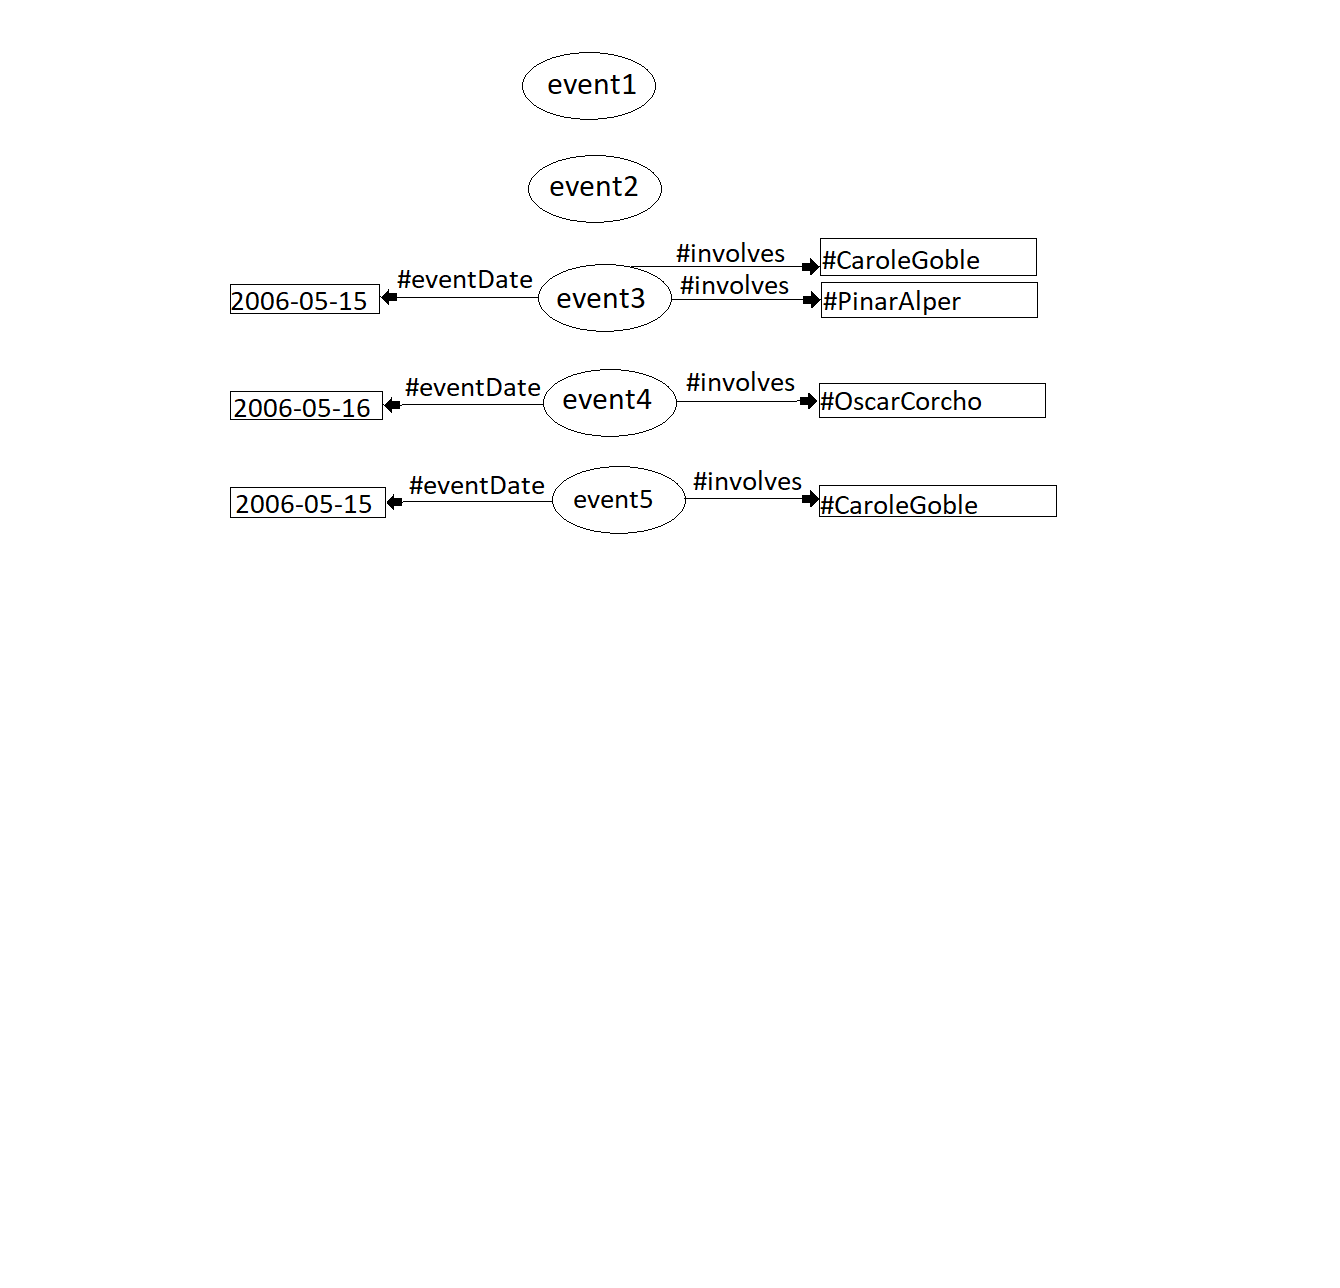 event1
event2
#involves #CaroleGoble
#eventDate #involves
2006-05-15 event3 #PinarAlper
#eventDate #involves
2006-05-16 event4 #OscarCorcho
#eventDate #involves
2006-05-15 event5 #CaroleGoble